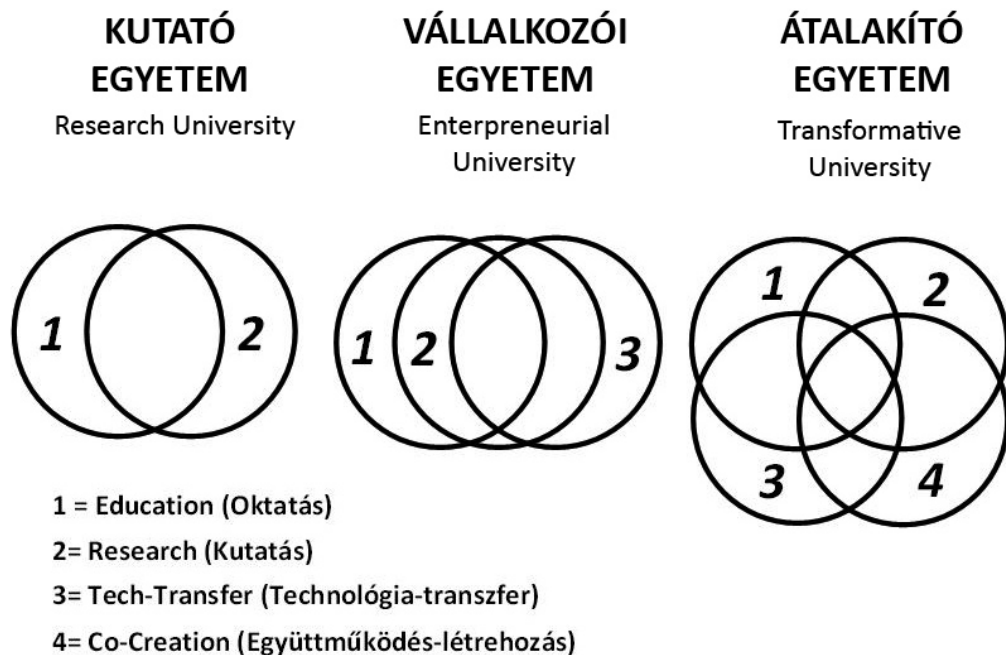 KUTATÓ
EGYETEM
Research University
VÁLLALKOZÓI
EGYETEM
Enterpreneurial
University
ÁTALAKÍTÓ
EGYETEM
Transformative
University
1
2
1
2
3
1
2
3
4
1 = Education (Oktatás)
2= Research (Kutatás)
3= Tech-Transfer (Technológia-transzfer)
4= Co-Creation (Együttműködés-létrehozás)